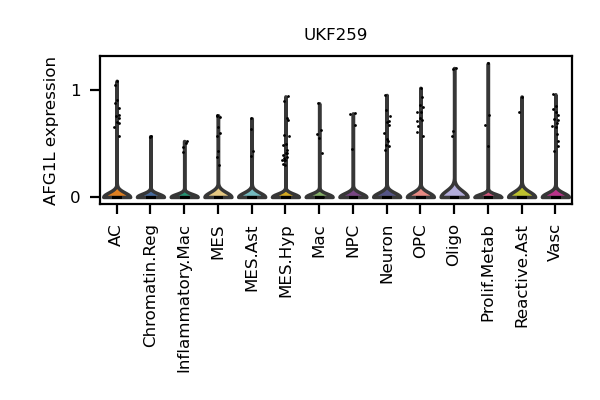 UKF259
AFG1L expression
1
0
AC
Chromatin.Reg
Inflammatory.Mac
MES
MES.Ast
MES.Hyp
Mac
NPC
Neuron
OPC
Oligo
Prolif.Metab
Reactive.Ast
Vasc